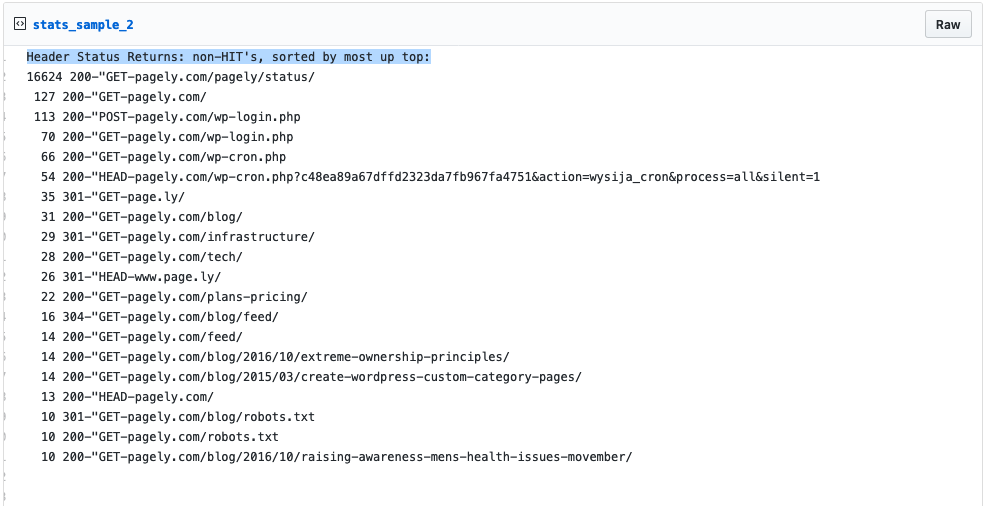 stats_sample_2
Raw
Header Status Returns: non-HIT's, sorted by most up top:
16624 200-"GET-pagely.com/pagely/status/
127 200-"GET-pagely.com/
113 200-"POST-pagely.com/wp-login.php
70 200-"GET-pagely.com/wp-login.php
66 200-"GET-pagely.com/wp-cron.php
54 200-"HEAD-pagely.com/wp-cron.php?c48ea89a67dffd2323da7fb967fa4751&action=wysija_cron&process=all&silent=1
35 301-"GET-page.ly/
31 200-"GET-pagely.com/blog/
29 301-"GET-pagely.com/infrastructure/
28 200-"GET-pagely.com/tech/
26 301-"HEAD-www.page.ly/
22 200-"GET-pagely.com/plans-pricing/
16 304-"GET-pagely.com/blog/feed/
14 200-"GET-pagely.com/feed/
14 200-"GET-pagely.com/blog/2016/10/extreme-ownership-principles/
14 200-"GET-pagely.com/blog/2015/03/create-wordpress-custom-category-pages/
13 200-"HEAD-pagely.com/
10 301-"GET-pagely.com/blog/robots.txt
10 200-"GET-pagely.com/robots.txt
10 200-"GET-pagely.com/blog/2016/10/raising-awareness-mens-health-issues-movember/